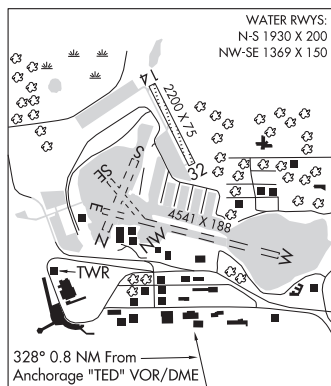 WATER RWYS:
N-S 1930 X 200
NW-SE 1369 X 150
14
2200 X 75
32
S
SE
E
N
NW
4541 X 188
W
TWR
328° 0.8 NM From
Anchorage "TED" VOR/DME